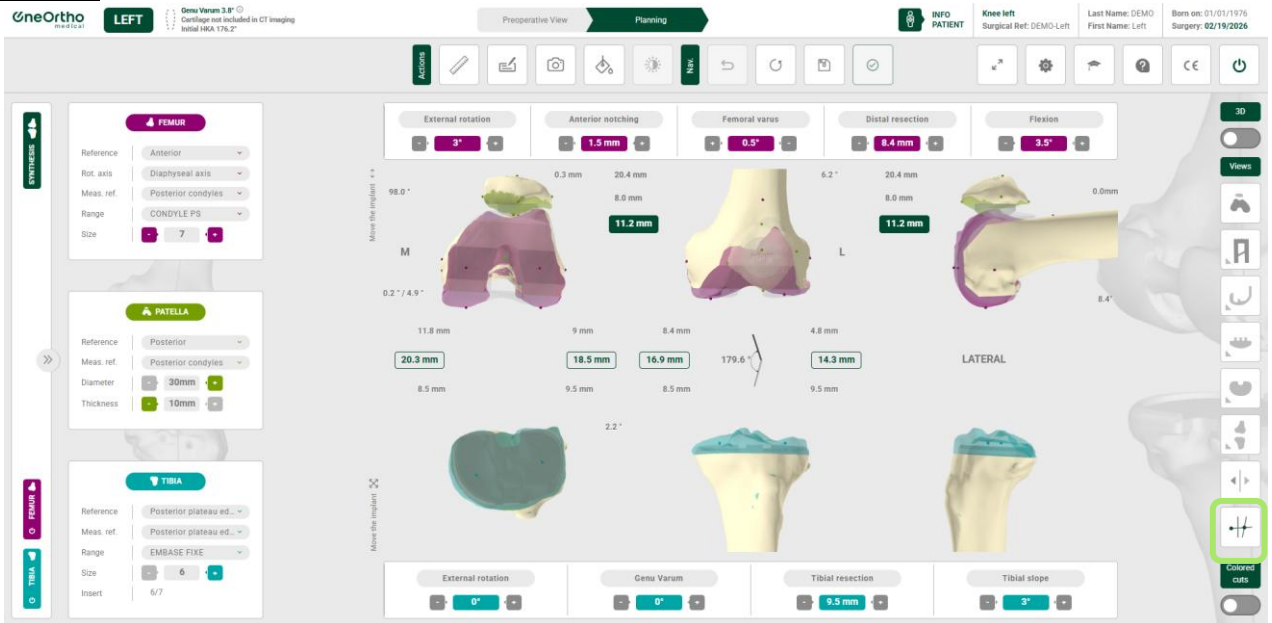 OneOrtho
medical
LEFT
Genu Varum 3.8°
Cartilage not included in CT imaging
Initial HKA 176.2°
Preoperative View
Planning
INFO
PATIENT
Knee left
Surgical Ref: DEMO-Left
Last Name: DEMO
First Name: Left
Born on: 01/01/1976
Surgery: 02/19/2026
Actions
Nav.
CE
SYNTHESIS
FEMUR
Reference Anterior
Rot. axis Diaphyseal axis
Meas. ref. Posterior condyles
Range CONDYLE PS
Size - 7 +
PATELLA
Reference Posterior
Meas. ref. Posterior condyles
Diameter - 30mm +
Thickness - 10mm +
TIBIA
Reference Posterior plateau ed...
Meas. ref. Posterior plateau ed...
Range EMBASE FIXE
Size - 6 +
Insert 6/7
FEMUR
TIBIA
External rotation
- 3° +
Anterior notching
- 1.5 mm +
Femoral varus
+ 0.5° -
Distal resection
- 8.4 mm +
Flexion
- 3.5° +
Move the implant
98.0 °
0.3 mm
20.4 mm
8.0 mm
11.2 mm
6.2 °
20.4 mm
8.0 mm
11.2 mm
0.0mm
M
L
0.2 ° / 4.9 °
8.4°
11.8 mm
9 mm
8.4 mm
4.8 mm
20.3 mm
18.5 mm
16.9 mm
179.6 °
14.3 mm
LATERAL
8.5 mm
9.5 mm
8.5 mm
9.5 mm
2.2 °
Move the implant
External rotation
- 0° +
Genu Varum
- 0° +
Tibial resection
- 9.5 mm +
Tibial slope
- 3° +
3D
Views
Colored
cuts